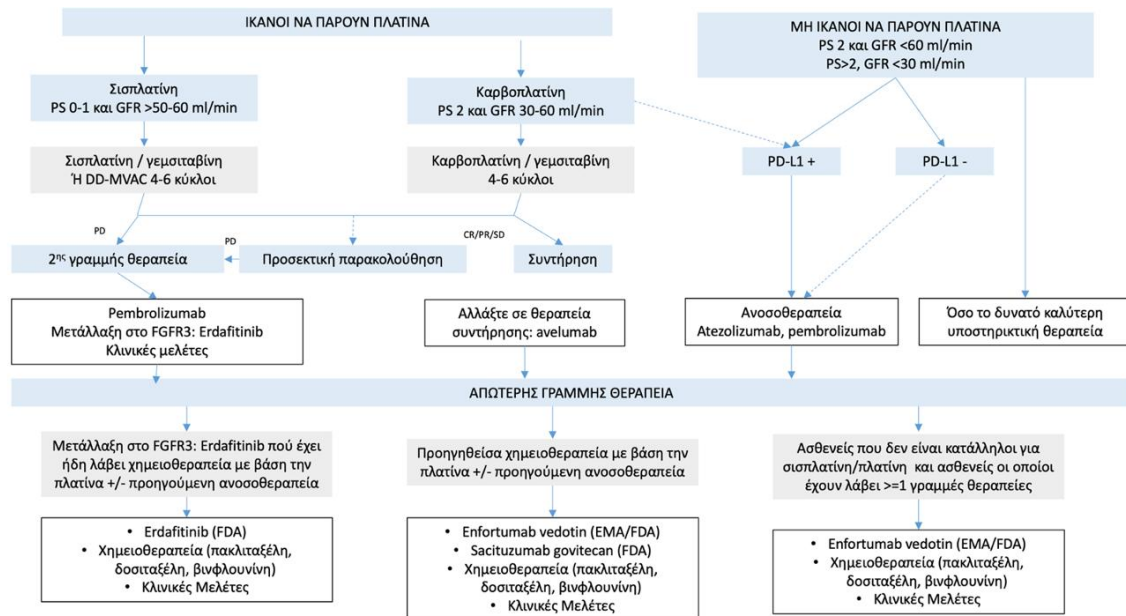 ΙΚΑΝΟΙ ΝΑ ΠΑΡΟΥΝ ΠΛΑΤΙΝΑ
ΜΗ ΙΚΑΝΟΙ ΝΑ ΠΑΡΟΥΝ ΠΛΑΤΙΝΑ
PS 2 και GFR <60 ml/min
PS>2, GFR <30 ml/min
Σισπλατίνη
PS 0-1 και GFR >50-60 ml/min
Καρβοπλατίνη
PS 2 και GFR 30-60 ml/min
Σισπλατίνη / γεμσιταβίνη
Ή DD-MVAC 4-6 κύκλοι
Καρβοπλατίνη / γεμσιταβίνη
4-6 κύκλοι
PD-L1 +
PD-L1 -
PD
PD
CR/PR/SD
2ης γραμμής θεραπεία
Προσεκτική παρακολούθηση
Συντήρηση
Pembrolizumab
Μετάλλαξη στο FGFR3: Erdafitinib
Κλινικές μελέτες
Αλλάξτε σε θεραπεία
συντήρησης: avelumab
Ανοσοθεραπεία
Atezolizumab, pembrolizumab
Όσο το δυνατό καλύτερη
υποστηρικτική θεραπεία
ΑΠΩΤΕΡΗΣ ΓΡΑΜΜΗΣ ΘΕΡΑΠΕΙΑ
Μετάλλαξη στο FGFR3: Erdafitinib πού έχει
ήδη λάβει χημειοθεραπεία με βάση την
πλατίνα +/- προηγούμενη ανοσοθεραπεία
Προηγηθείσα χημειοθεραπεία με βάση την
πλατίνα +/- προηγούμενη ανοσοθεραπεία
Ασθενείς που δεν είναι κατάλληλοι για
σισπλατίνη/πλατίνη και ασθενείς οι οποίοι
έχουν λάβει >=1 γραμμές θεραπείες
• Erdafitinib (FDA)
• Χημειοθεραπεία (πακλιταξέλη,
δοσιταξέλη, βινφλουνίνη)
• Κλινικές Μελέτες
• Enfortumab vedotin (EMA/FDA)
• Sacituzumab govitecan (FDA)
• Χημειοθεραπεία (πακλιταξέλη,
δοσιταξέλη, βινφλουνίνη)
• Κλινικές Μελέτες
• Enfortumab vedotin (EMA/FDA)
• Χημειοθεραπεία (πακλιταξέλη,
δοσιταξέλη, βινφλουνίνη)
• Κλινικές Μελέτες